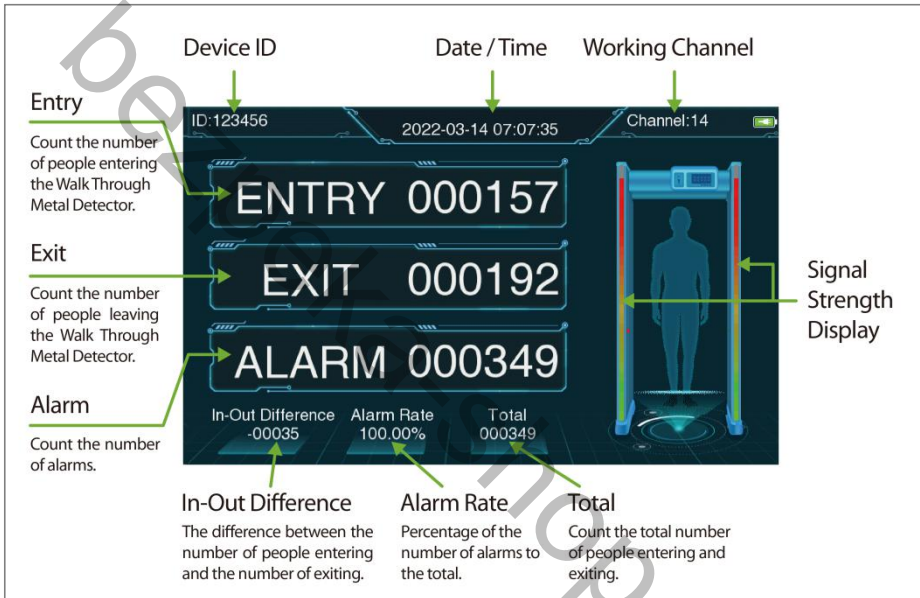 Device ID
Date / Time
Working Channel
Entry
Count the number
of people entering
the Walk Through
Metal Detector.
Exit
Count the number
of people leaving
the Walk Through
Metal Detector.
Alarm
Count the number
of alarms.
ID:123456
2022-03-14 07:07:35
Channel:14
ENTRY 000157
EXIT 000192
ALARM 000349
In-Out Difference
-00035
Alarm Rate
100.00%
Total
000349
Signal
Strength
Display
In-Out Difference
The difference between the
number of people entering
and the number of exiting.
Alarm Rate
Percentage of the
number of alarms to
the total.
Total
Count the total number
of people entering and
exiting.
bezpeka-shop